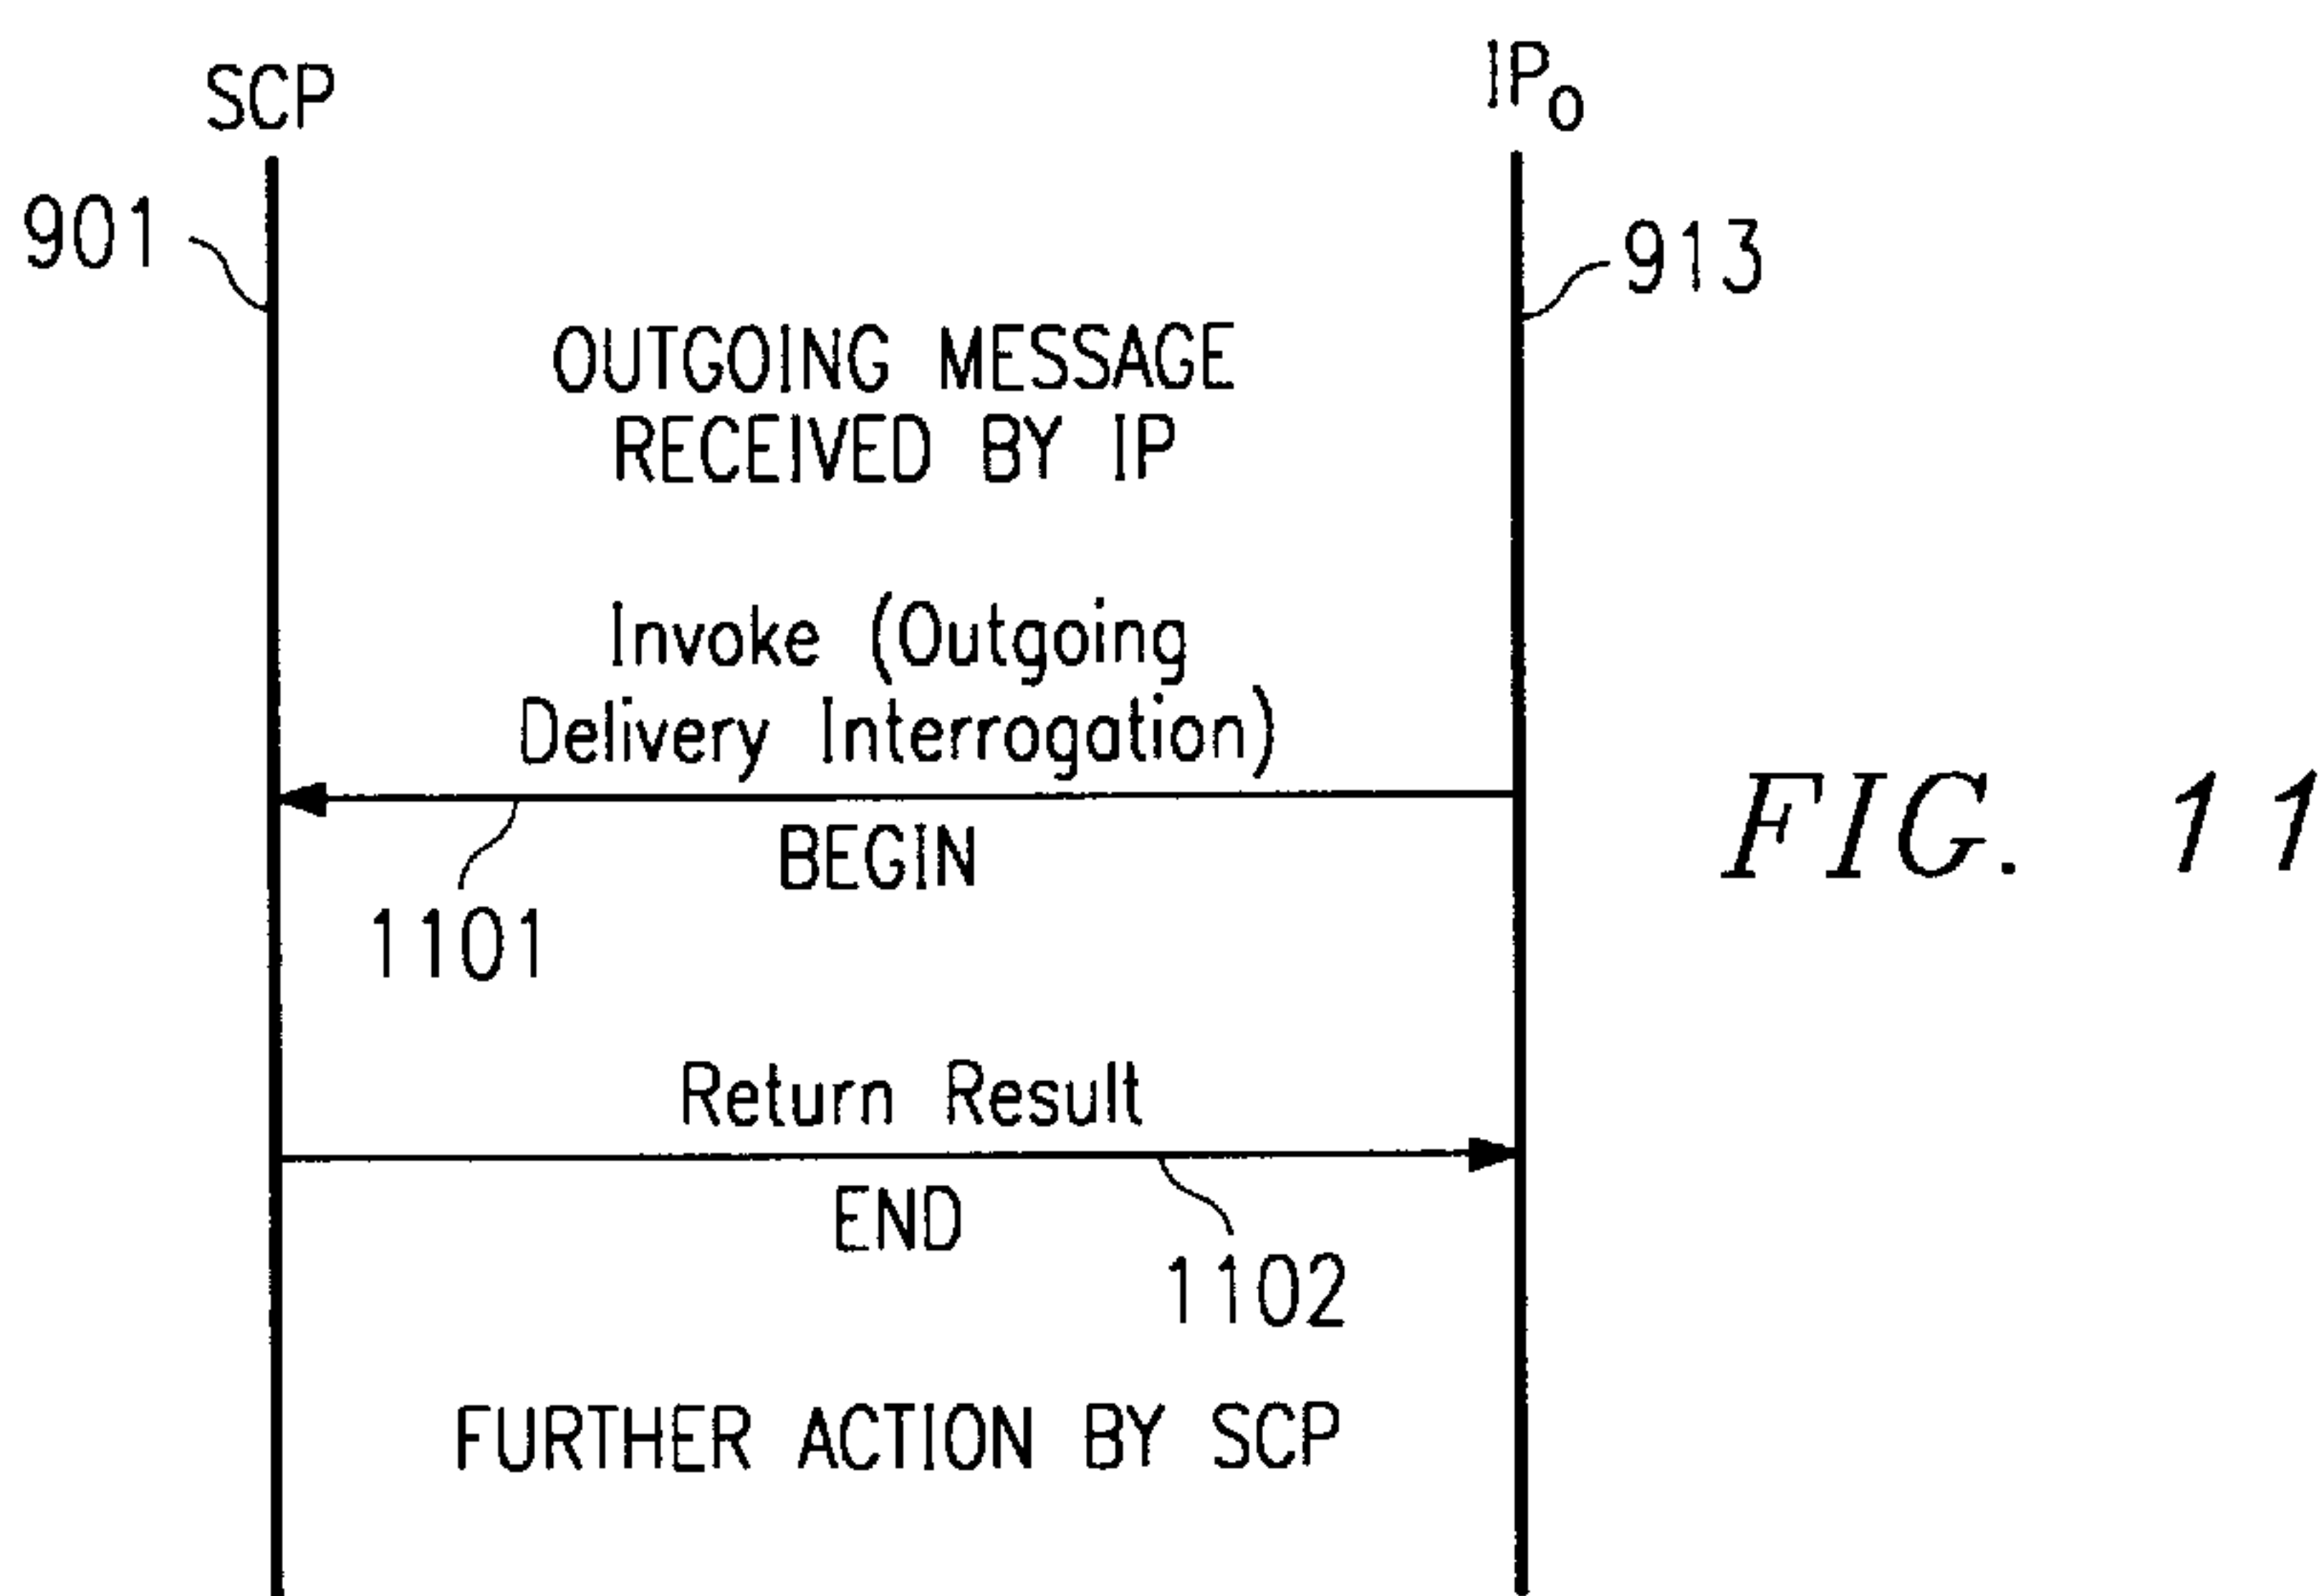 SCP
IPo
901
913
OUTGOING MESSAGE
RECEIVED BY IP
Invoke (Outgoing
Delivery Interrogation)
BEGIN
1101
FIG. 11
Return Result
END
1102
FURTHER ACTION BY SCP